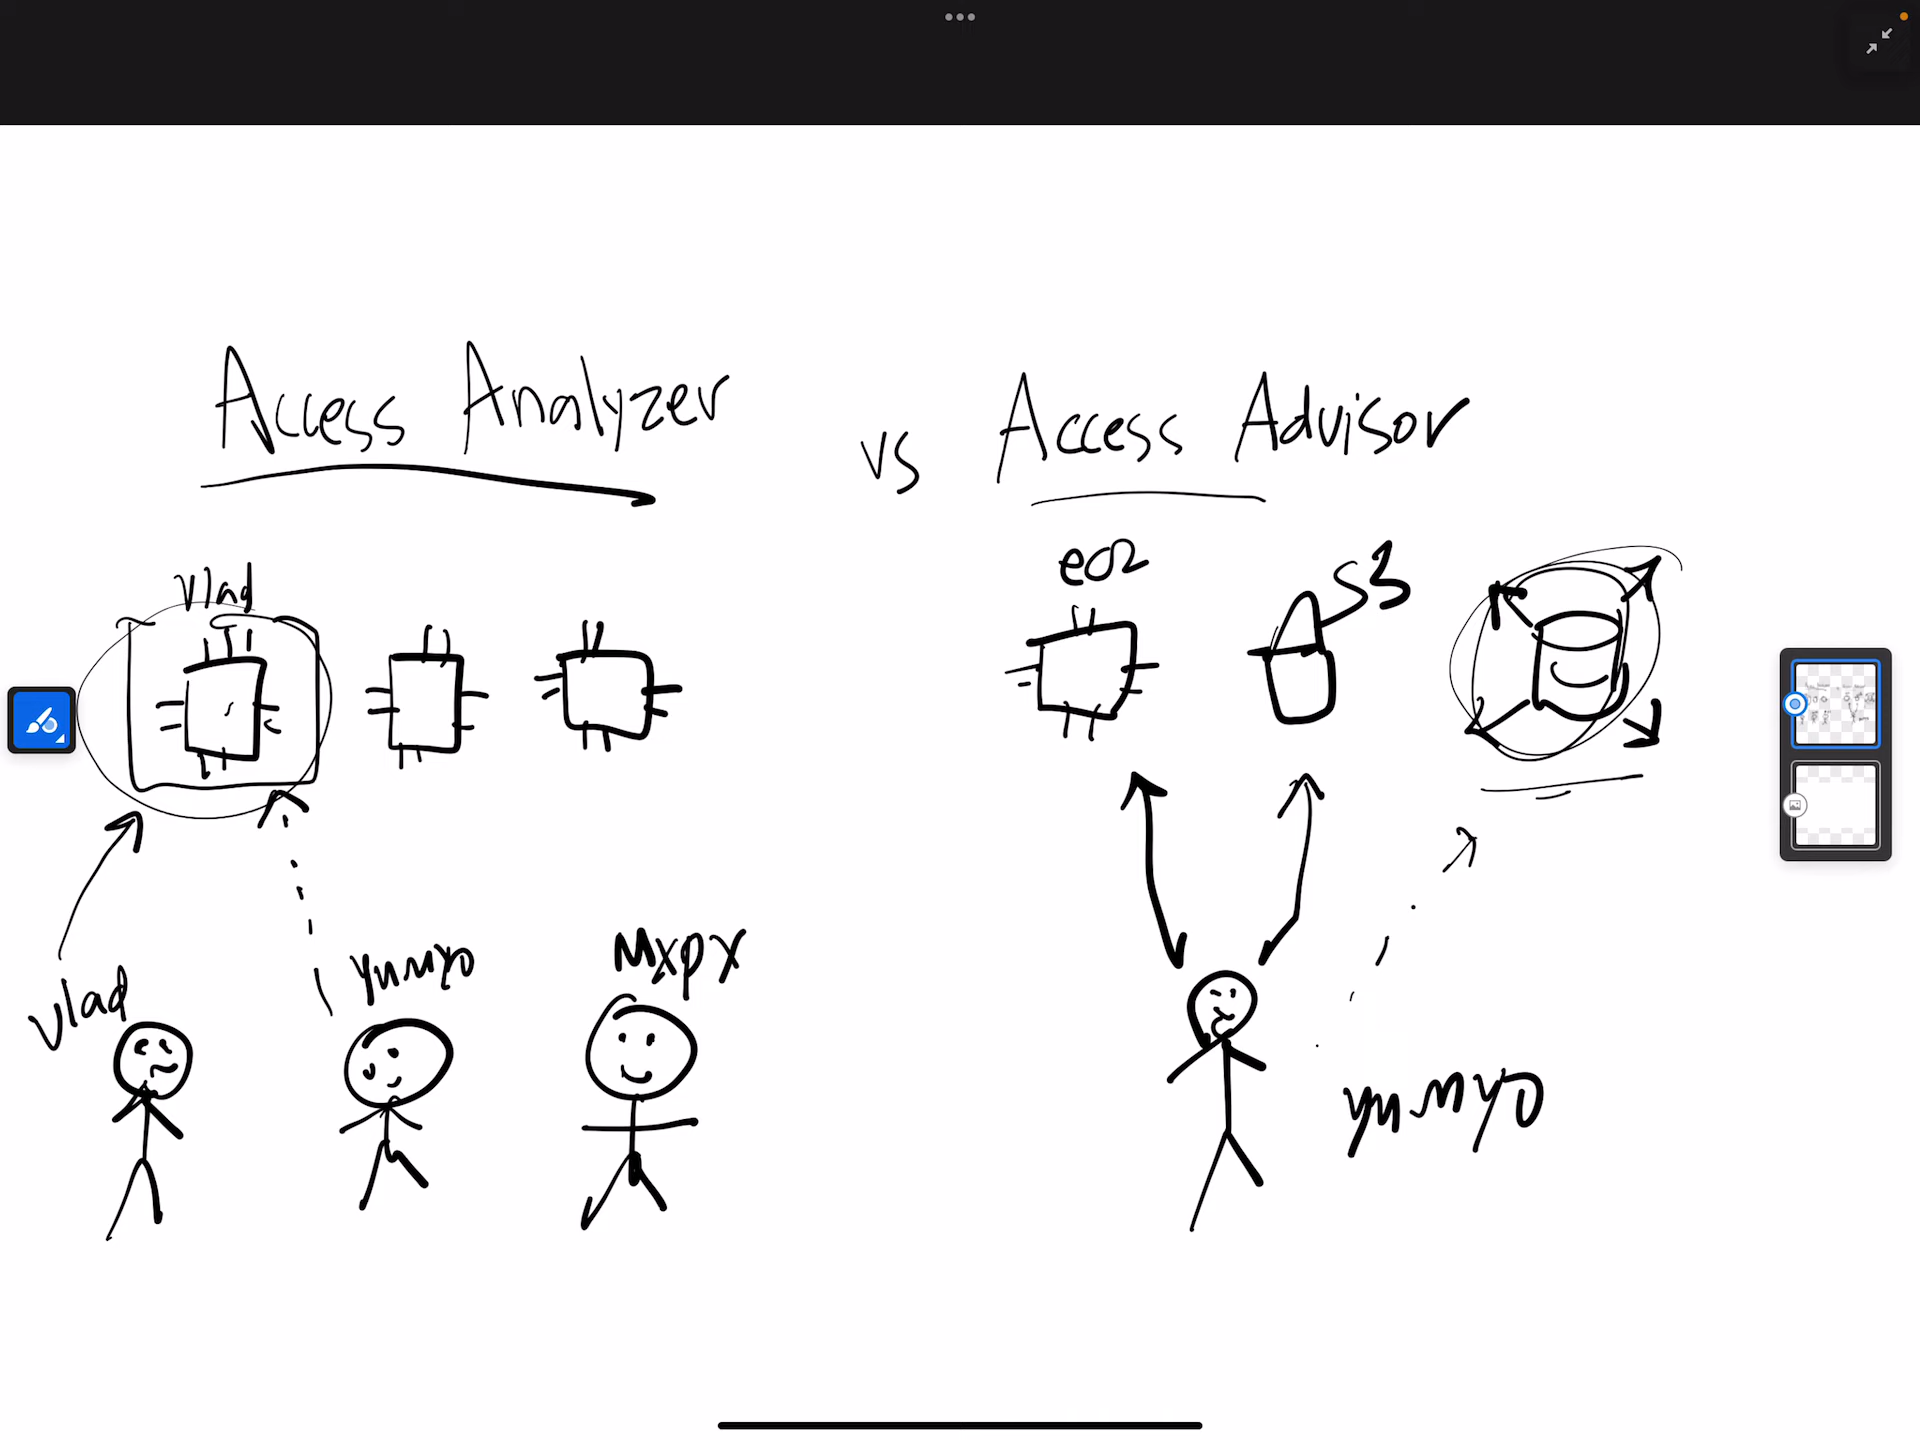 Access Analyzer
vs
Access Advisor
vlad
ec2
S3
vlad
yumyo
Mxpx
yumyo